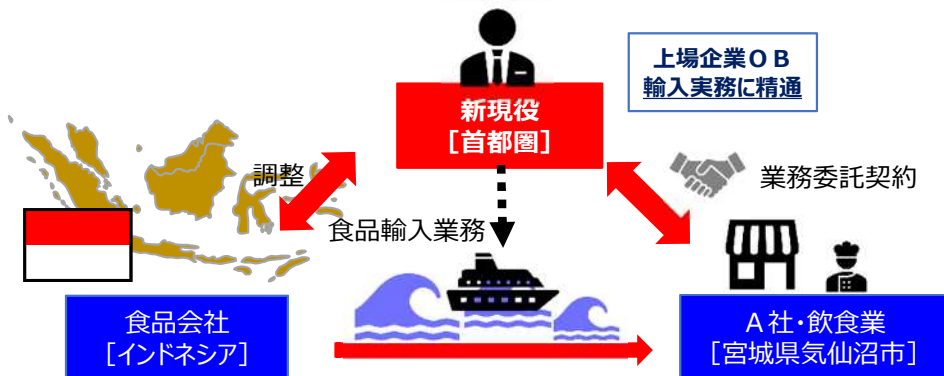 上場企業ＯＢ
輸入実務に精通
新現役
［首都圏］
調整
業務委託契約
食品輸入業務
食品会社
［インドネシア］
Ａ社・飲食業
［宮城県気仙沼市］